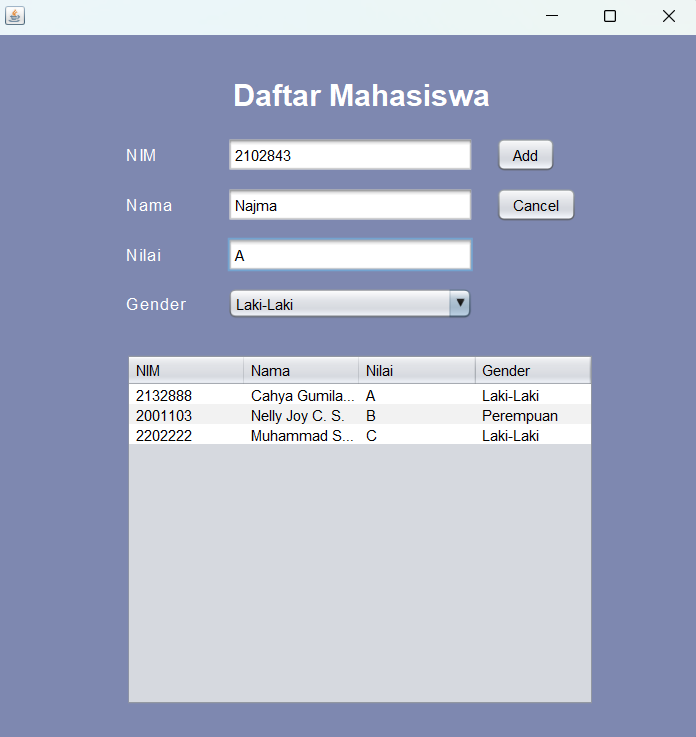 Daftar Mahasiswa
NIM 2102843 Add
Nama Najma Cancel
Nilai A
Gender Laki-Laki
NIM Nama Nilai Gender
2132888 Cahya Gumila... A Laki-Laki
2001103 Nelly Joy C. S. B Perempuan
2202222 Muhammad S... C Laki-Laki